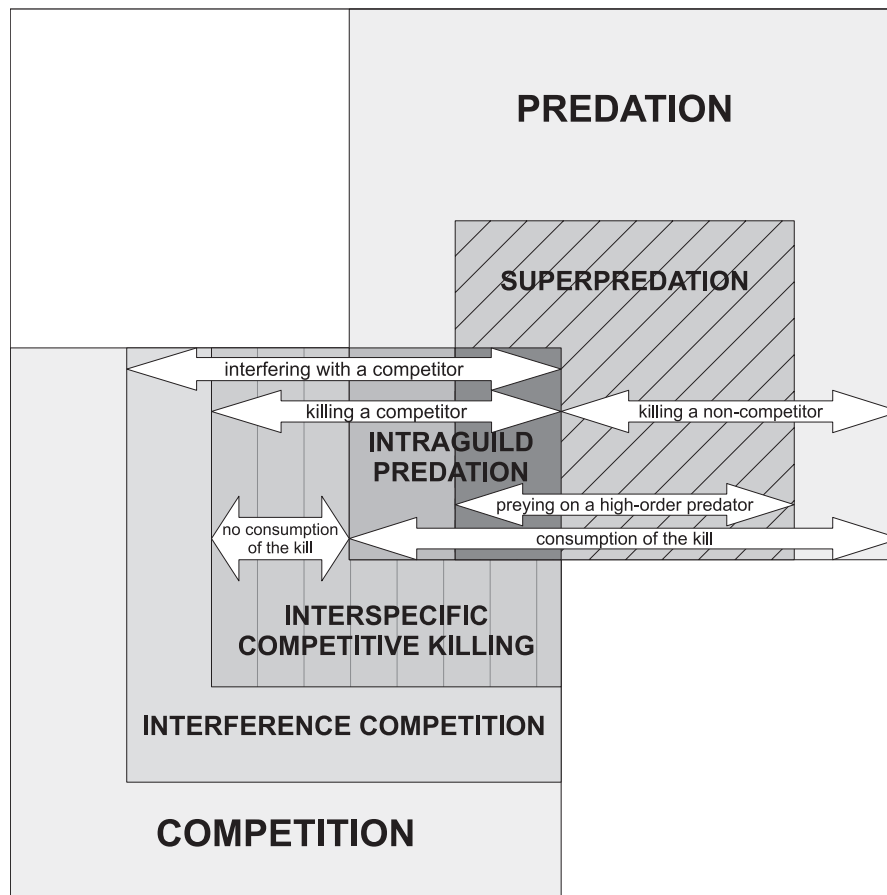 PREDATION
SUPERPREDATION
interfering with a competitor
killing a competitor
killing a non-competitor
INTRAGUILD
PREDATION
preying on a high-order predator
no consumption
of the kill
consumption of the kill
INTERSPECIFIC
COMPETITIVE KILLING
INTERFERENCE COMPETITION
COMPETITION